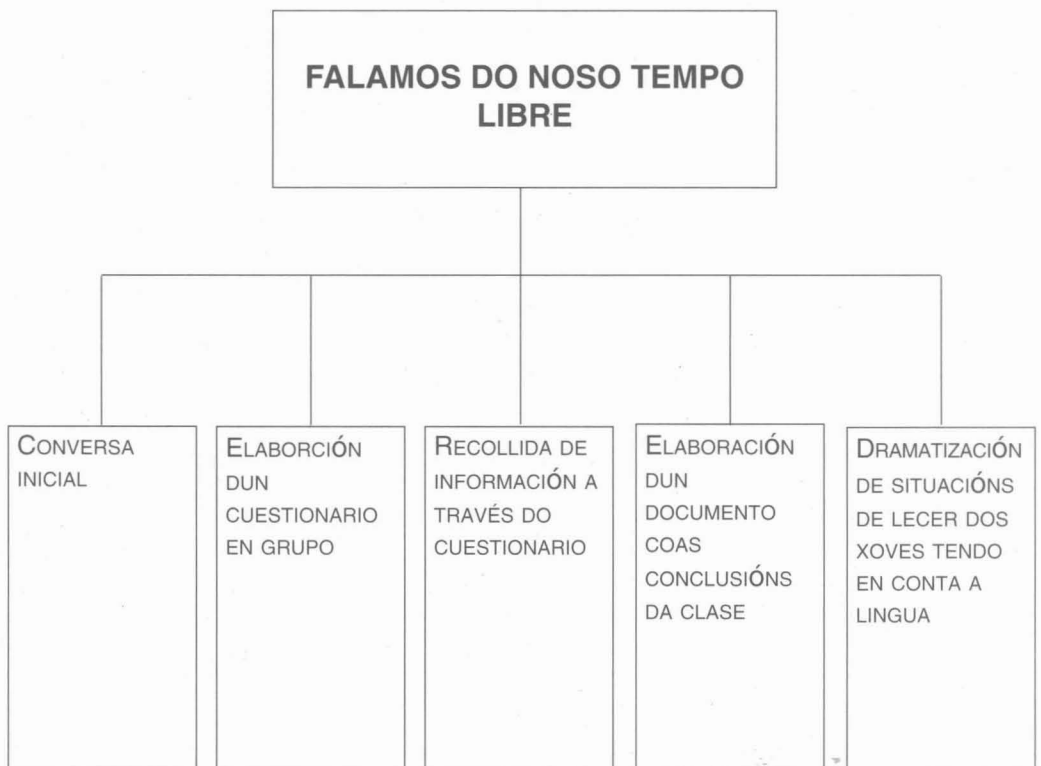 FALAMOS DO NOSO TEMPO
LIBRE
CONVERSA
INICIAL
ELABORCIÓN
DUN
CUESTIONARIO
EN GRUPO
RECOLLIDA DE
INFORMACIÓN A
TRAVÉS DO
CUESTIONARIO
ELABORACIÓN
DUN
DOCUMENTO
COAS
CONCLUSIÓNS
DA CLASE
DRAMATIZACIÓN
DE SITUACIÓNS
DE LECER DOS
XOVES TENDO
EN CONTA A
LINGUA